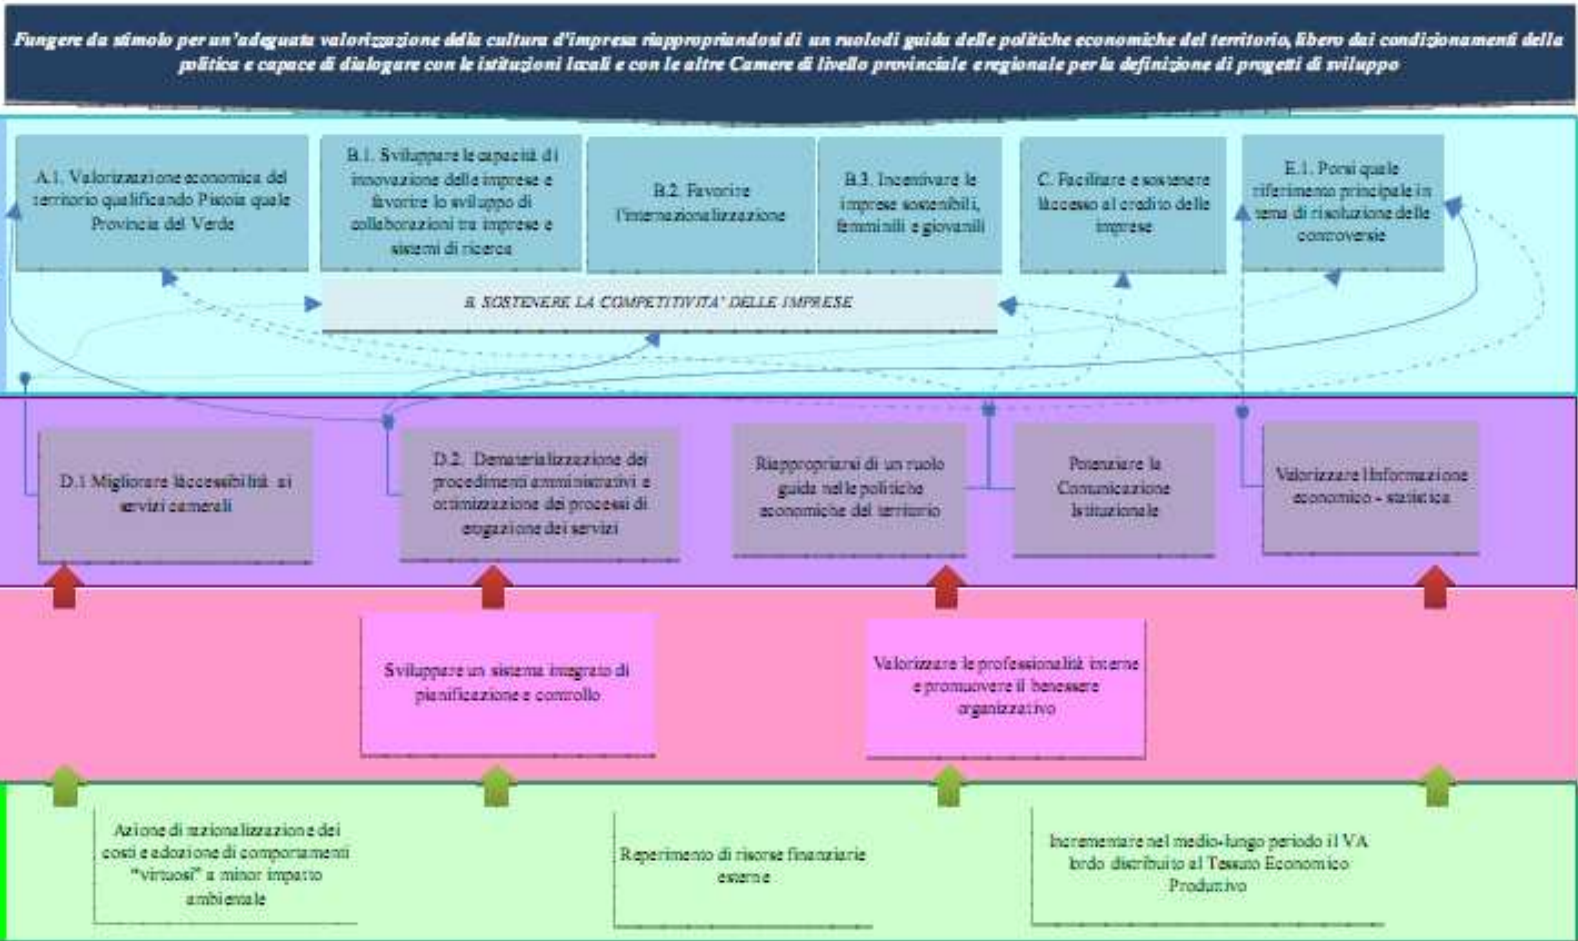 Fungere da stimolo per un'adeguata valorizzazione della cultura d'impresa riappropriandosi di un ruolo di guida delle politiche economiche del territorio, libero dai condizionamenti della
politica e capace di dialogare con le istituzioni locali e con le altre Camere di livello provinciale e regionale per la definizione di progetti di sviluppo
A.1. Valorizzazione economica del
territorio qualificando Pistoia quale
Provincia del Verde
B.1. Sviluppare le capacità di
innovazione delle imprese e
favorire lo sviluppo di
collaborazioni tra imprese e
sistemi di ricerca
B.2. Favorire
l'internazionalizzazione
B.3. Incentivare le
imprese sostenibili,
femminili e giovanili
C. Facilitare e sostenere
l'accesso al credito delle
imprese
E.1. Porsi quale
riferimento principale in
tema di risoluzione delle
controversie
B. SOSTENERE LA COMPETITIVITA' DELLE IMPRESE
D.1 Migliorare l'accessibilità ai
servizi camerali
D.2. Dematerializzazione dei
procedimenti amministrativi e
ottimizzazione dei processi di
erogazione dei servizi
Riappropriarsi di un ruolo
guida nelle politiche
economiche del territorio
Potenziare la
Comunicazione
Istituzionale
Valorizzare l'Informazione
economico - statistica
Sviluppare un sistema integrato di
pianificazione e controllo
Valorizzare le professionalità interne
e promuovere il benessere
organizzativo
Azione di razionalizzazione dei
costi e adozione di comportamenti
"virtuosi" a minor impatto
ambientale
Reperimento di risorse finanziarie
esterne
Incrementare nel medio-lungo periodo il VA
lordo distribuito al Tessuto Economico
Produttivo